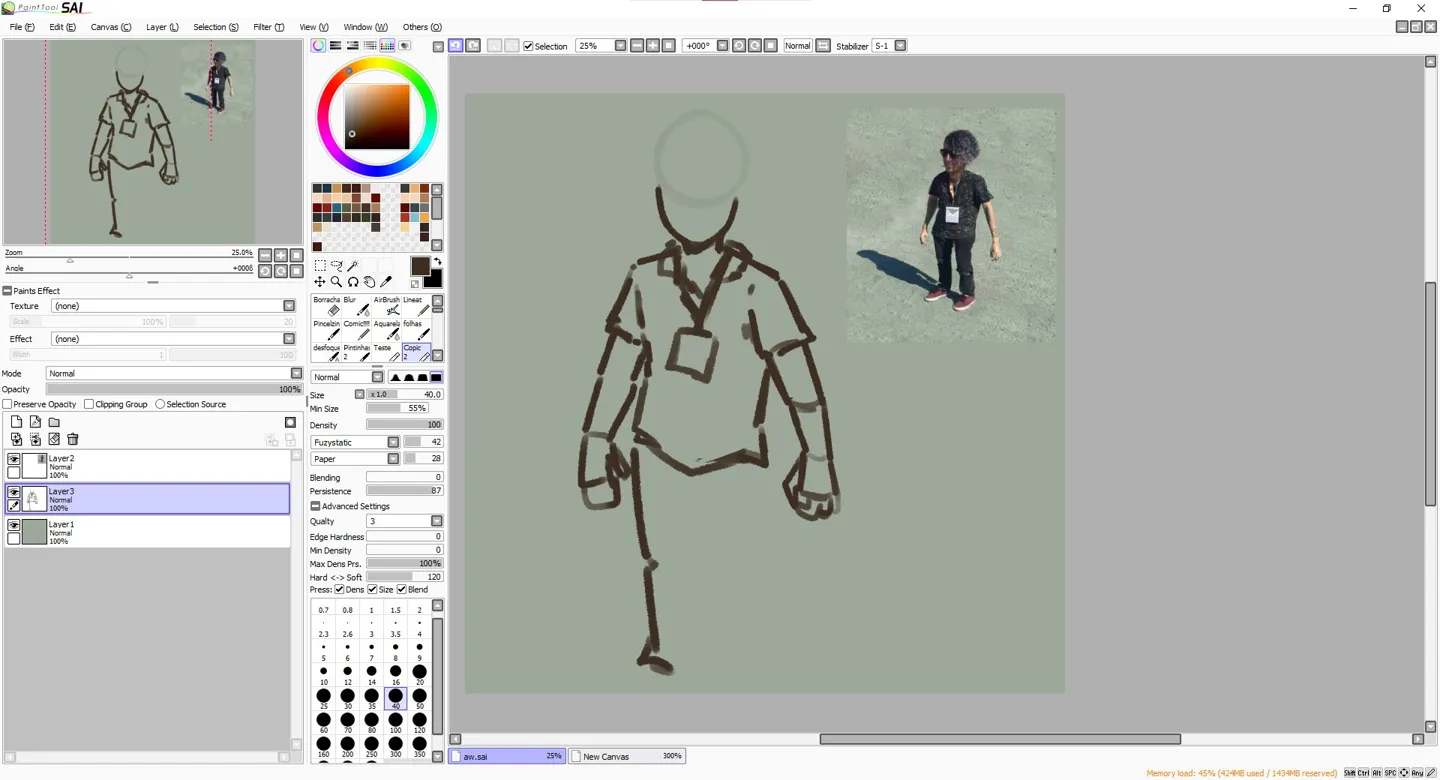 PaintTool SAI
File (F) Edit (E) Canvas (C) Layer (L) Selection (S) Filter (T) View (V) Window (W) Others (O)
Selection 25% +000° Normal Stabilizer S-1
Zoom 25.0%
Angle +0008
Paints Effect
Texture (none)
Scale 100% 20
Effect (none)
Width 1 100
Mode Normal
Opacity 100%
Preserve Opacity Clipping Group Selection Source
Layer2
Normal
100%
Layer3
Normal
100%
Layer1
Normal
100%
Borracha Blur AirBrush Lineat
Pincelzin Comic!!!! Aquarela folhas
desfoque 2 Pintinhas 2 Teste Copic 2
Normal
Size x 1.0 40.0
Min Size 55%
Density 100
Fuzystatic 42
Paper 28
Blending 0
Persistence 87
Advanced Settings
Qualty 3
Edge Hardness 0
Min Density 0
Max Dens Prs. 100%
Hard <-> Soft 120
Press: Dens Size Blend
0.7 0.8 1 1.5 2
2.3 2.6 3 3.5 4
5 6 7 8 9
10 12 14 16 20
25 30 35 40 50
60 70 80 100 120
160 200 250 300 350
aw.sai 25% New Canvas 300%
Memory load: 45% (424MB used / 1434MB reserved) Shift Ctrl Alt SPC Any